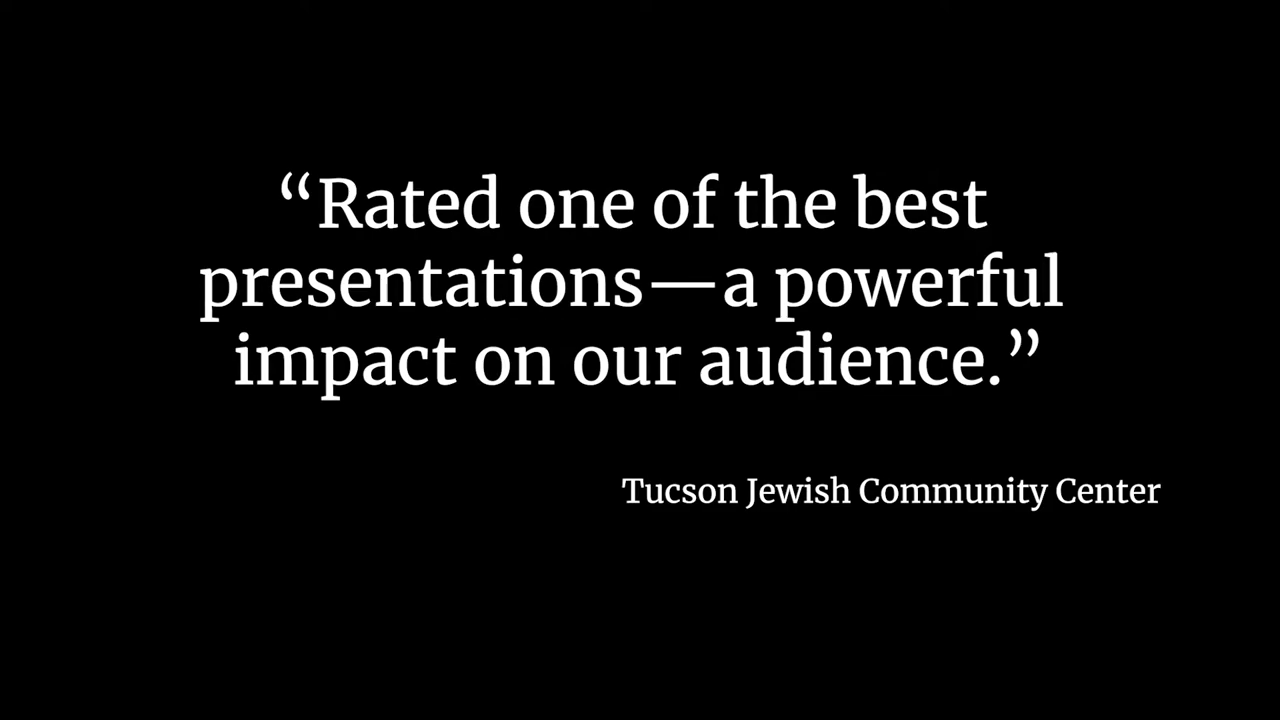 “Rated one of the best
presentations—a powerful
impact on our audience.”
Tucson Jewish Community Center